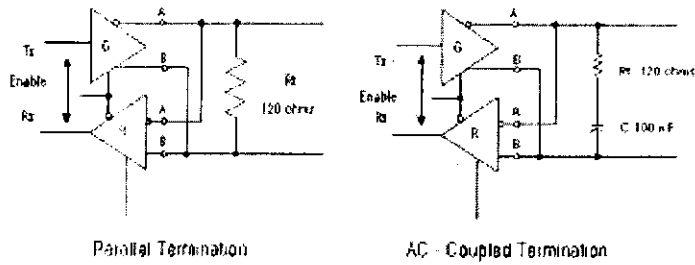 A
G
Tx
B
Enable
Rt
120 ohms
A
Rx
B
Parallel Termination
A
G
Tx
B
Rt 120 ohms
Enable
A
Rx
R
B
C 100 nF
AC - Coupled Termination